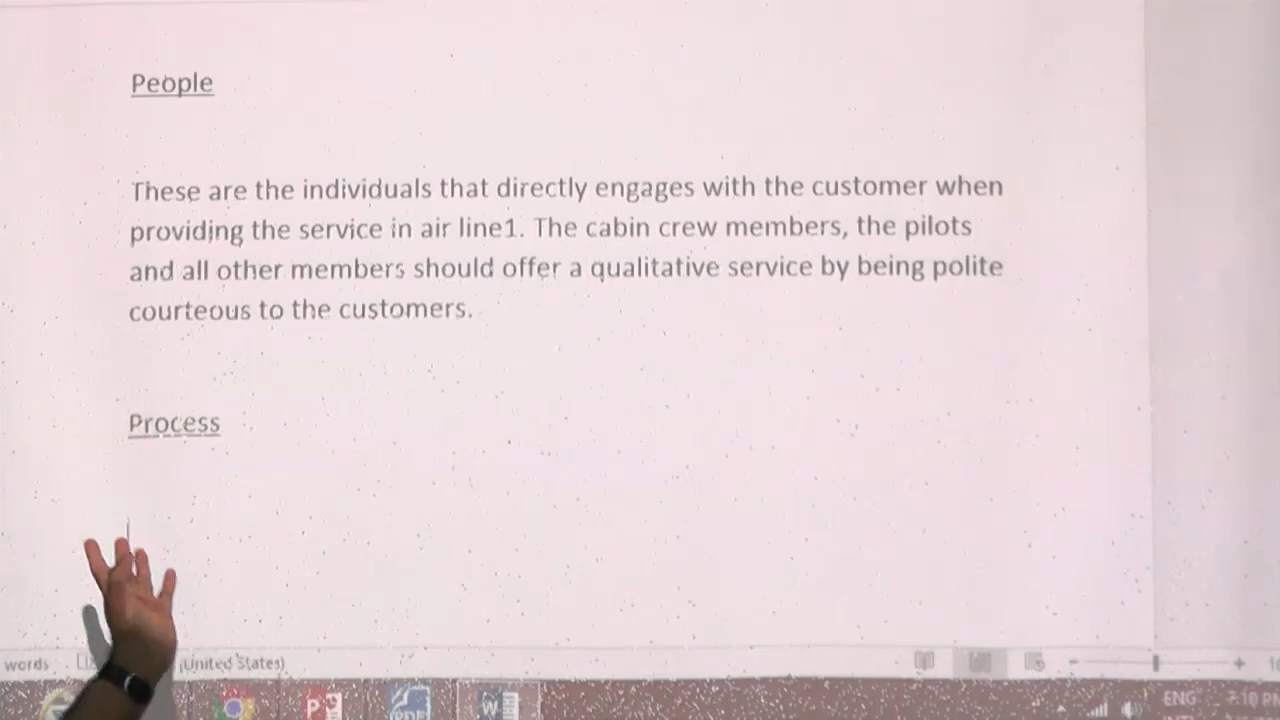 People
These are the individuals that directly engages with the customer when
providing the service in air line1. The cabin crew members, the pilots
and all other members should offer a qualitative service by being polite
courteous to the customers.
Process
words (United States)
PDF
ENG